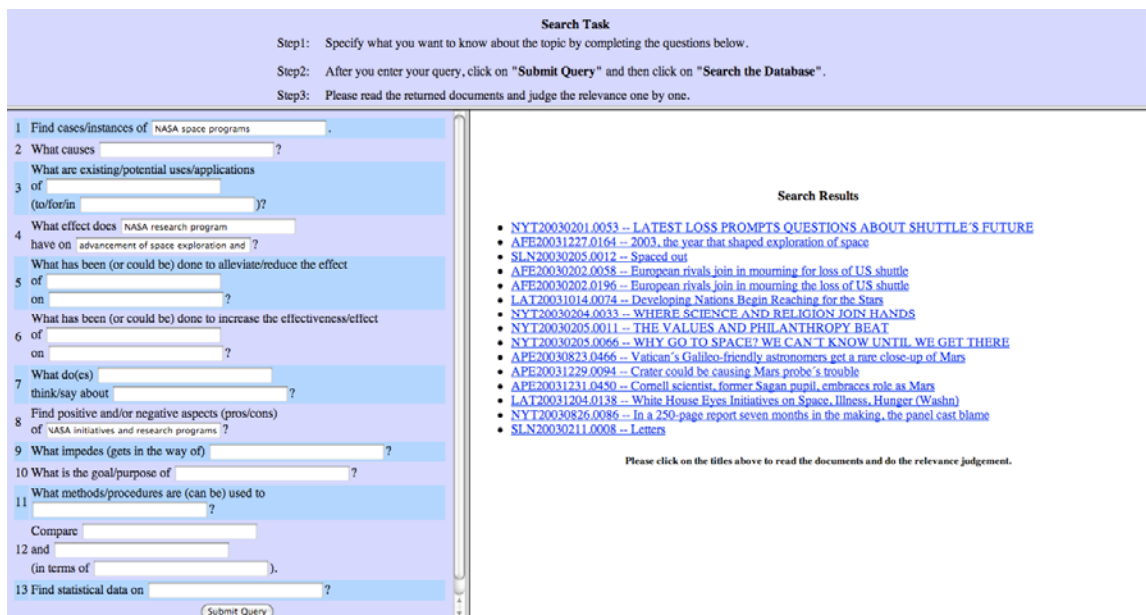 Search Task
Step1: Specify what you want to know about the topic by completing the questions below.
Step2: After you enter your query, click on "Submit Query" and then click on "Search the Database".
Step3: Please read the returned documents and judge the relevance one by one.
1 Find cases/instances of NASA space programs .
2 What causes ?
What are existing/potential uses/applications
3 of
(to/for/in )?
4 What effect does NASA research program
have on advancement of space exploration and ?
What has been (or could be) done to alleviate/reduce the effect
5 of
on ?
What has been (or could be) done to increase the effectiveness/effect
6 of
on ?
7 What do(es)
think/say about ?
8 Find positive and/or negative aspects (pros/cons)
of NASA initiatives and research programs ?
9 What impedes (gets in the way of) ?
10 What is the goal/purpose of ?
11 What methods/procedures are (can be) used to
?
Compare
12 and
(in terms of ).
13 Find statistical data on ?
Submit Query
Search Results
• NYT20030201.0053 -- LATEST LOSS PROMPTS QUESTIONS ABOUT SHUTTLE´S FUTURE
• AFE20031227.0164 -- 2003, the year that shaped exploration of space
• SLN20030205.0012 -- Spaced out
• AFE20030202.0058 -- European rivals join in mourning for loss of US shuttle
• AFE20030202.0196 -- European rivals join in mourning the loss of US shuttle
• LAT20031014.0074 -- Developing Nations Begin Reaching for the Stars
• NYT20030204.0033 -- WHERE SCIENCE AND RELIGION JOIN HANDS
• NYT20030205.0011 -- THE VALUES AND PHILANTHROPY BEAT
• NYT20030205.0066 -- WHY GO TO SPACE? WE CAN´T KNOW UNTIL WE GET THERE
• APE20030823.0466 -- Vatican´s Galileo-friendly astronomers get a rare close-up of Mars
• APE20031229.0094 -- Crater could be causing Mars probe´s trouble
• APE20031231.0450 -- Cornell scientist, former Sagan pupil, embraces role as Mars
• LAT20031204.0138 -- White House Eyes Initiatives on Space, Illness, Hunger (Washn)
• NYT20030826.0086 -- In a 250-page report seven months in the making, the panel cast blame
• SLN20030211.0008 -- Letters
Please click on the titles above to read the documents and do the relevance judgement.